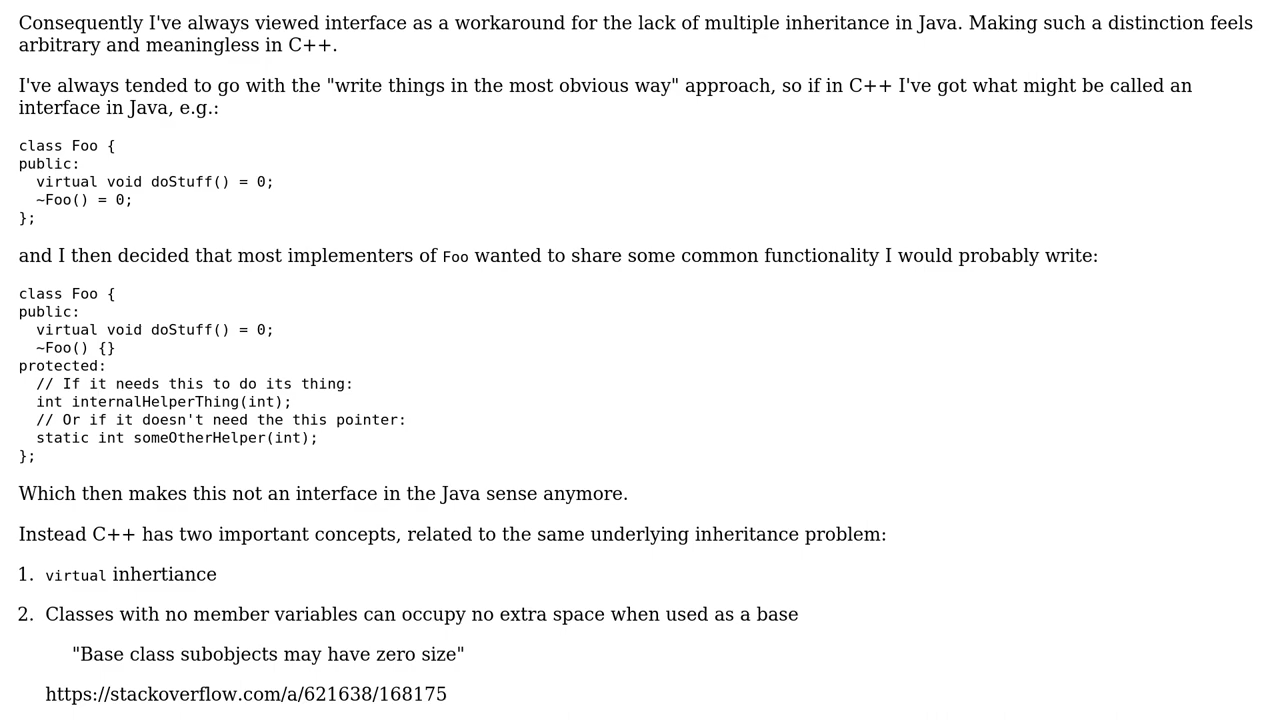 Consequently I've always viewed interface as a workaround for the lack of multiple inheritance in Java. Making such a distinction feels
arbitrary and meaningless in C++.
I've always tended to go with the "write things in the most obvious way" approach, so if in C++ I've got what might be called an
interface in Java, e.g.:
class Foo {
public:
  virtual void doStuff() = 0;
  ~Foo() = 0;
};
and I then decided that most implementers of Foo wanted to share some common functionality I would probably write:
class Foo {
public:
  virtual void doStuff() = 0;
  ~Foo() {}
protected:
  // If it needs this to do its thing:
  int internalHelperThing(int);
  // Or if it doesn't need the this pointer:
  static int someOtherHelper(int);
};
Which then makes this not an interface in the Java sense anymore.
Instead C++ has two important concepts, related to the same underlying inheritance problem:
1. virtual inhertiance
2. Classes with no member variables can occupy no extra space when used as a base
"Base class subobjects may have zero size"
https://stackoverflow.com/a/621638/168175